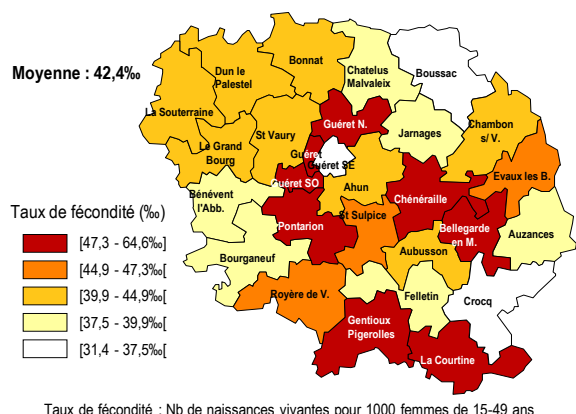 Moyenne : 42,4‰
Bonnat
Dun le
Palestel
Chatelus
Malvaleix
Boussac
La Souterraine
Guéret N.
Chambon
s/ V.
St Vaury
Jarnages
Le Grand
Bourg
Guéret
Guéret SE
Evaux les B.
Guéret SO
Ahun
Bénévent
l'Abb.
Chénéraille
Taux de fécondité (‰)
St Sulpice
Pontarion
Bellegarde
en M.
Auzances
[47,3 - 64,6‰]
[44,9 - 47,3‰[
[39,9 - 44,9‰[
[37,5 - 39,9‰[
[31,4 - 37,5‰[
Bourganeuf
Aubusson
Royère de V.
Felletin
Crocq
Gentioux
Pigerolles
La Courtine
Taux de fécondité : Nb de naissances vivantes pour 1000 femmes de 15-49 ans